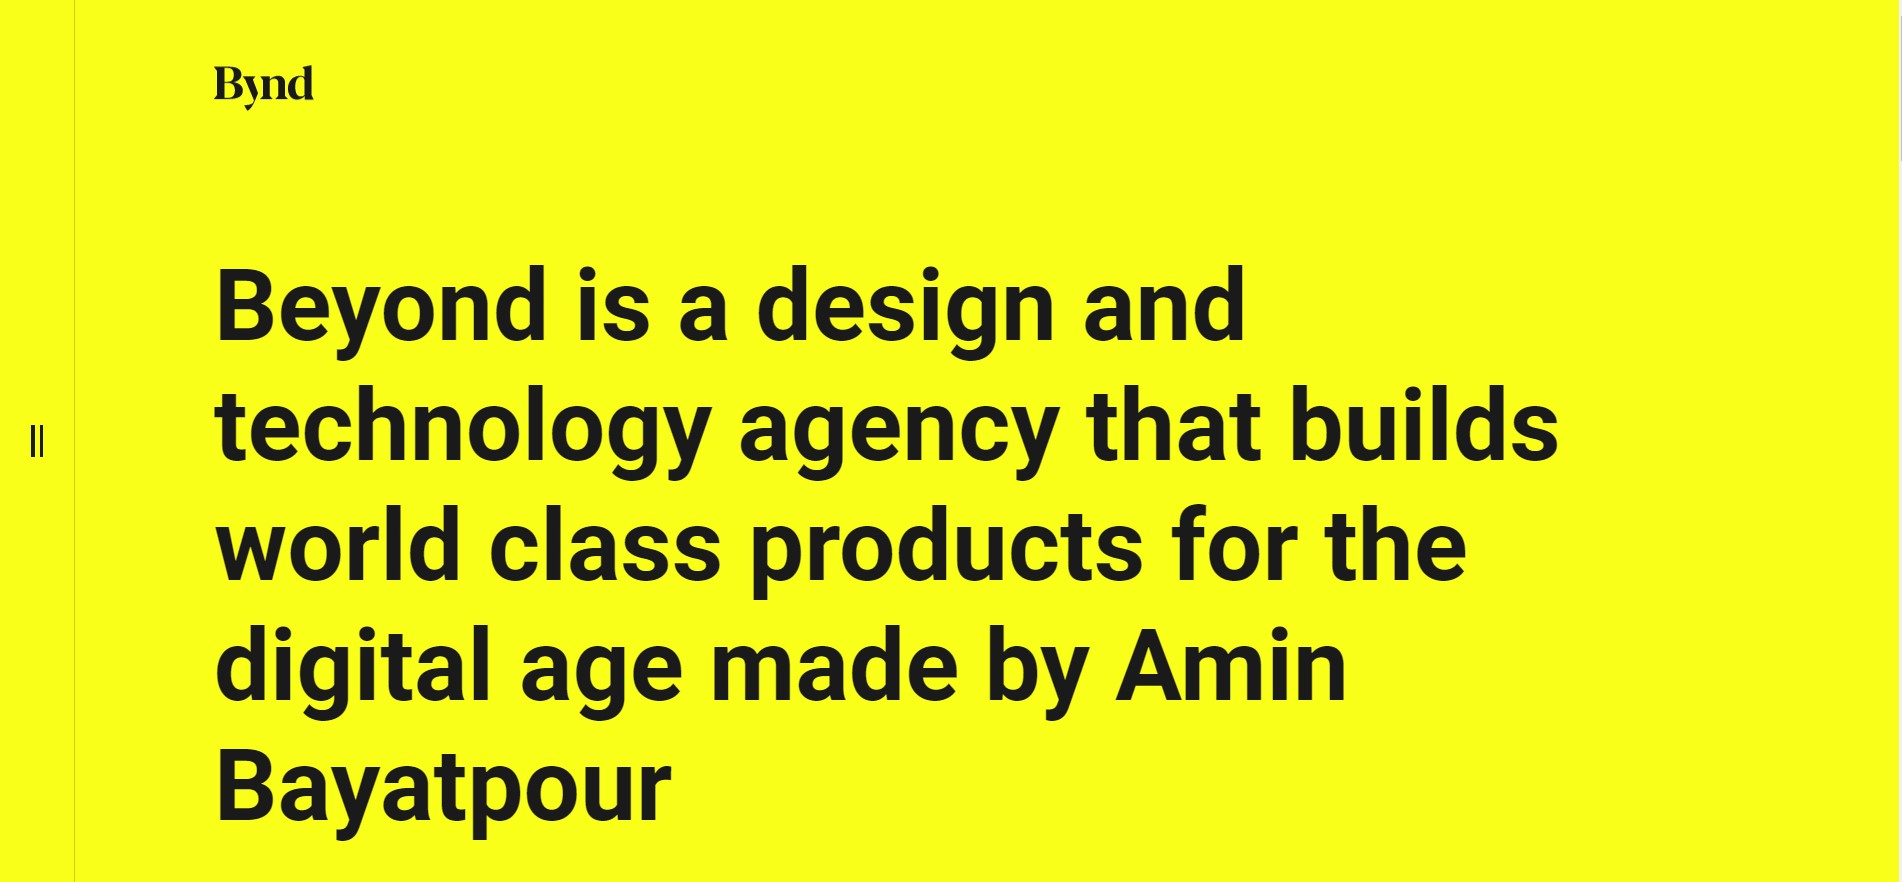 Bynd
Beyond is a design and
technology agency that builds
world class products for the
digital age made by Amin
Bayatpour